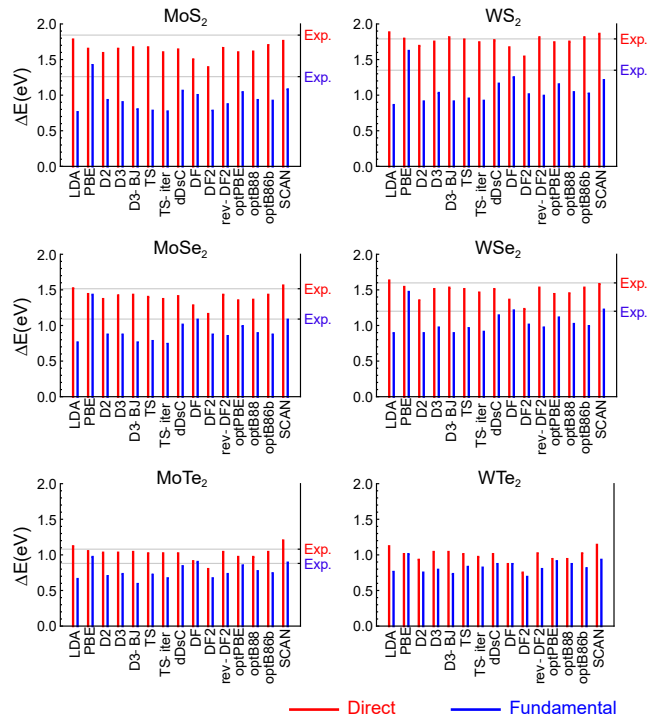 MoS2
WS2
ΔE(eV)
2.0
1.5
1.0
0.5
0.0
Exp.
Exp.
2.0
1.5
1.0
0.5
0.0
Exp.
Exp.
LDA
PBE
D2
D3
D3- BJ
TS
TS- iter
dDsC
DF
DF2
rev- DF2
optPBE
optB88
optB86b
SCAN
LDA
PBE
D2
D3
D3- BJ
TS
TS- iter
dDsC
DF
DF2
rev- DF2
optPBE
optB88
optB86b
SCAN
MoSe2
WSe2
ΔE(eV)
2.0
1.5
1.0
0.5
0.0
Exp.
Exp.
2.0
1.5
1.0
0.5
0.0
Exp.
Exp.
LDA
PBE
D2
D3
D3- BJ
TS
TS- iter
dDsC
DF
DF2
rev- DF2
optPBE
optB88
optB86b
SCAN
LDA
PBE
D2
D3
D3- BJ
TS
TS- iter
dDsC
DF
DF2
rev- DF2
optPBE
optB88
optB86b
SCAN
MoTe2
WTe2
ΔE(eV)
2.0
1.5
1.0
0.5
0.0
Exp.
Exp.
2.0
1.5
1.0
0.5
0.0
LDA
PBE
D2
D3
D3- BJ
TS
TS- iter
dDsC
DF
DF2
rev- DF2
optPBE
optB88
optB86b
SCAN
LDA
PBE
D2
D3
D3- BJ
TS
TS- iter
dDsC
DF
DF2
rev- DF2
optPBE
optB88
optB86b
SCAN
Direct
Fundamental